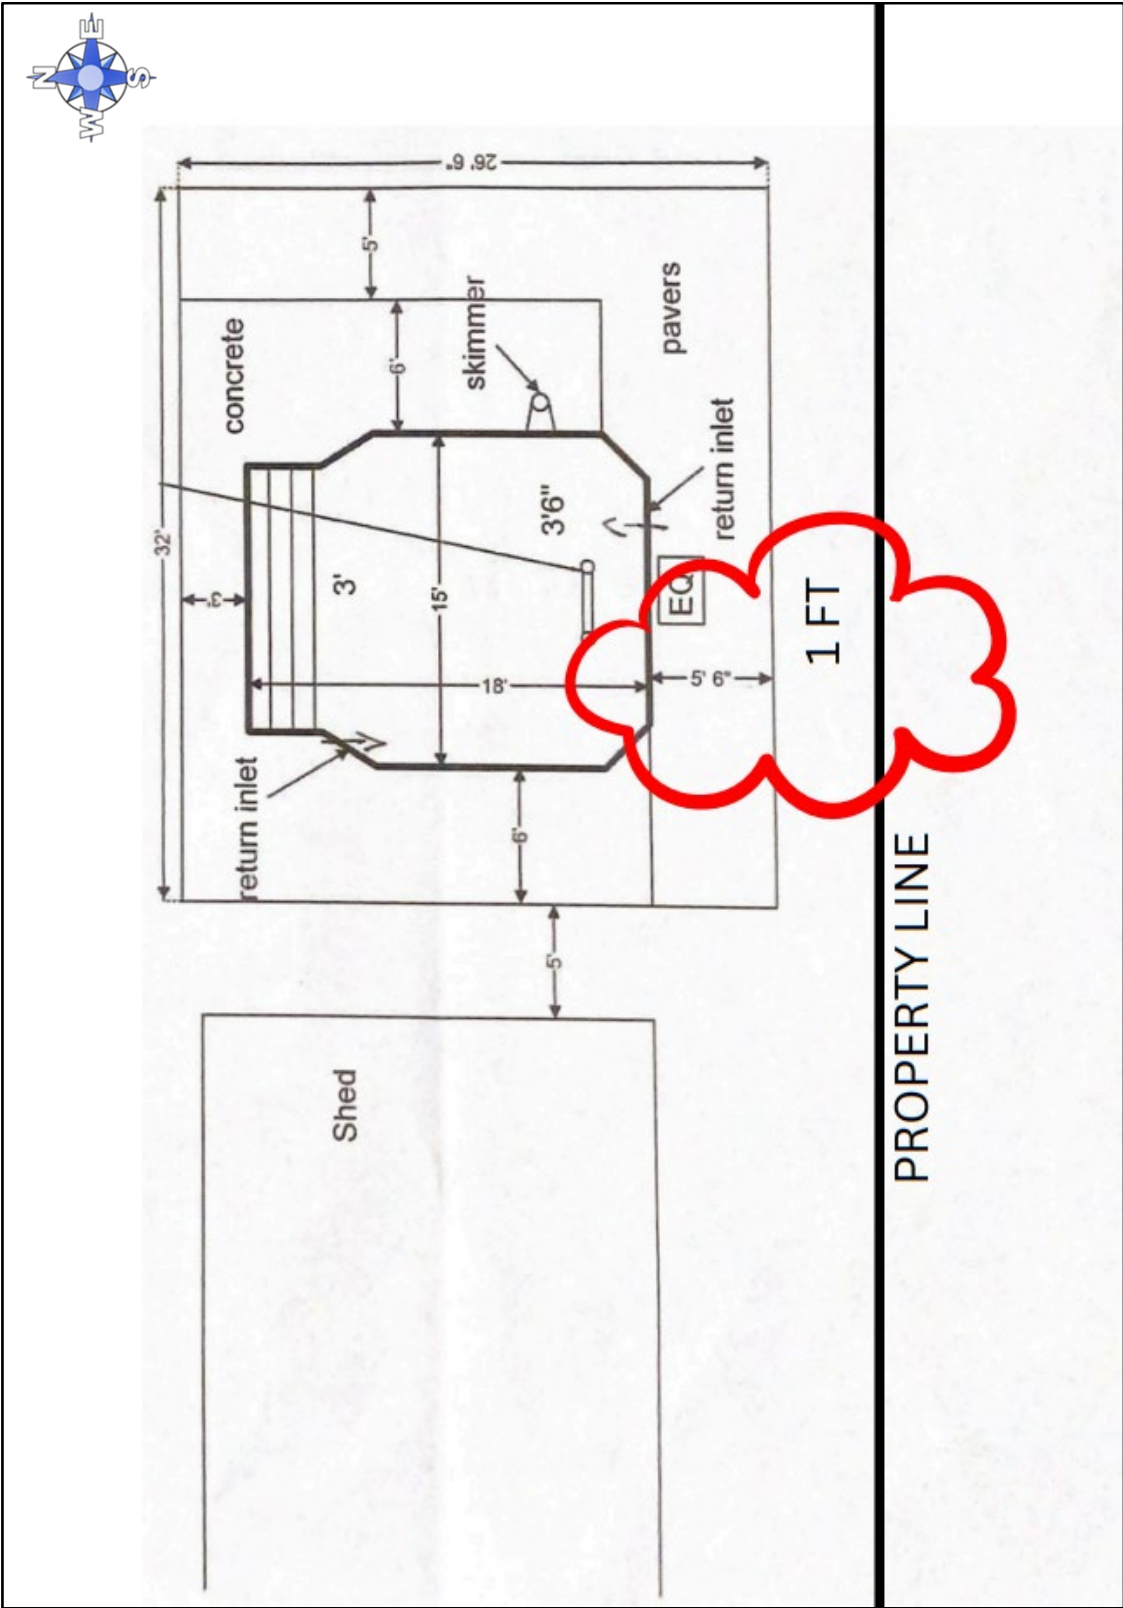 E
N
S
W
26' 6"
5'
6'
skimmer
concrete
pavers
return inlet
32'
3'
3'
15'
3'6"
EQ
1 FT
18'
5' 6"
return inlet
6'
5'
PROPERTY LINE
Shed